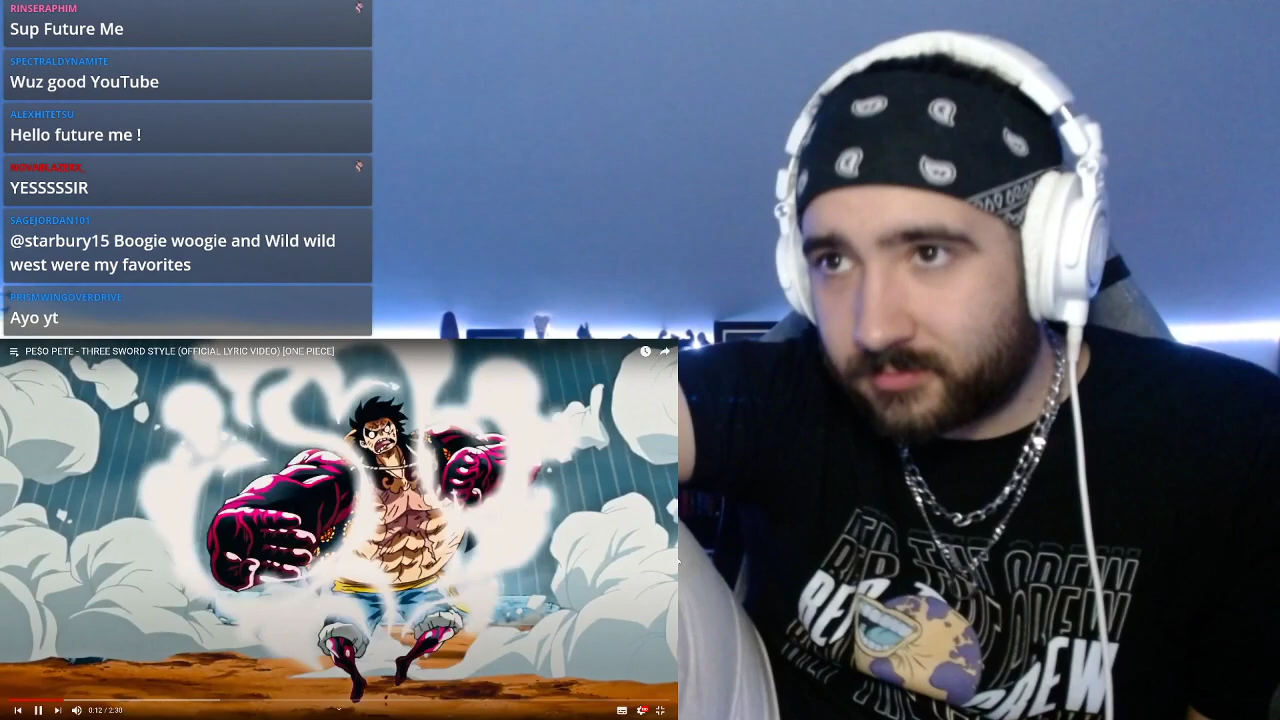 RINSERAPHIM
Sup Future Me
SPECTRALDYNAMITE
Wuz good YouTube
ALEXHITETSU
Hello future me !
YESSSSSIR
SAGEJORDAN101
@starbury15 Boogie woogie and Wild wild
west were my favorites
PRISMWINGOVERDRIVE
Ayo yt
PE$O PETE - THREE SWORD STYLE (OFFICIAL LYRIC VIDEO) [ONE PIECE]
0:12 / 2:30
CREW